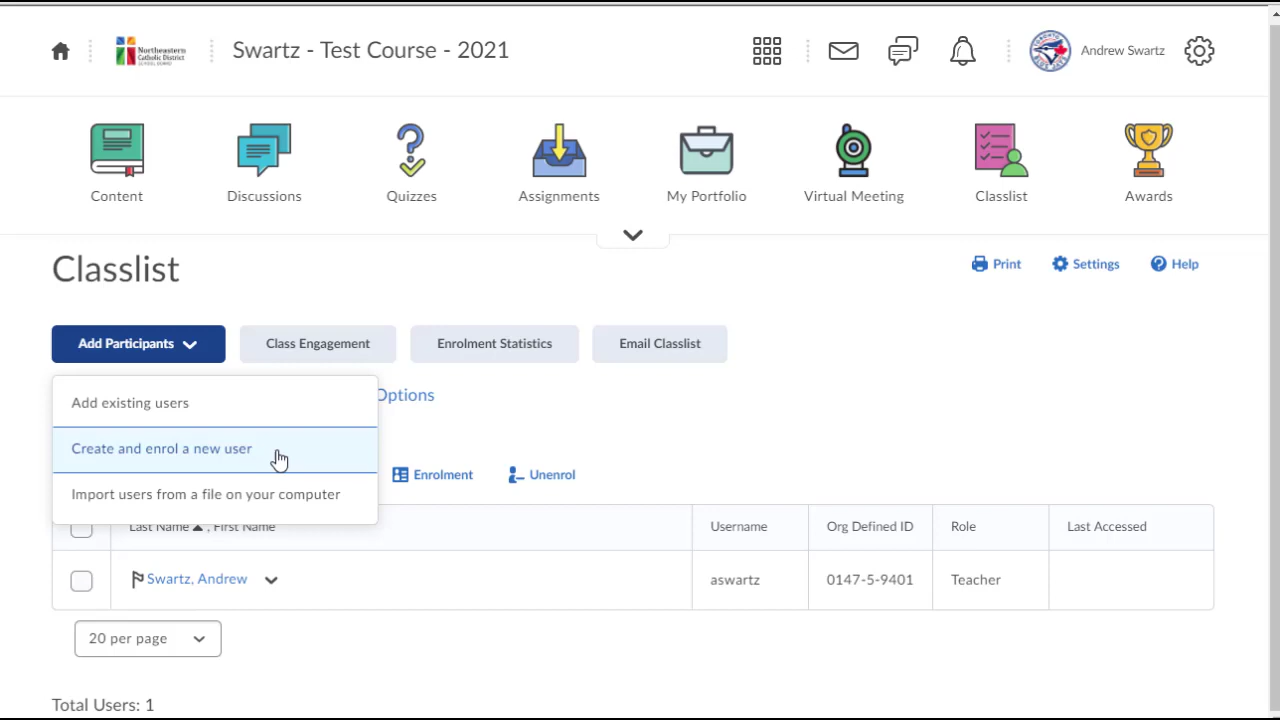 Northeastern
Catholic District
SCHOOL BOARD
Swartz - Test Course - 2021
Andrew Swartz
Content
Discussions
Quizzes
Assignments
My Portfolio
Virtual Meeting
Classlist
Awards
Classlist
Print
Settings
Help
Add Participants
Class Engagement
Enrolment Statistics
Email Classlist
Add existing users
Options
Create and enrol a new user
Enrolment
Unenrol
Import users from a file on your computer
Last Name , First Name
Username
Org Defined ID
Role
Last Accessed
Swartz, Andrew
aswartz
0147-5-9401
Teacher
20 per page
Total Users: 1